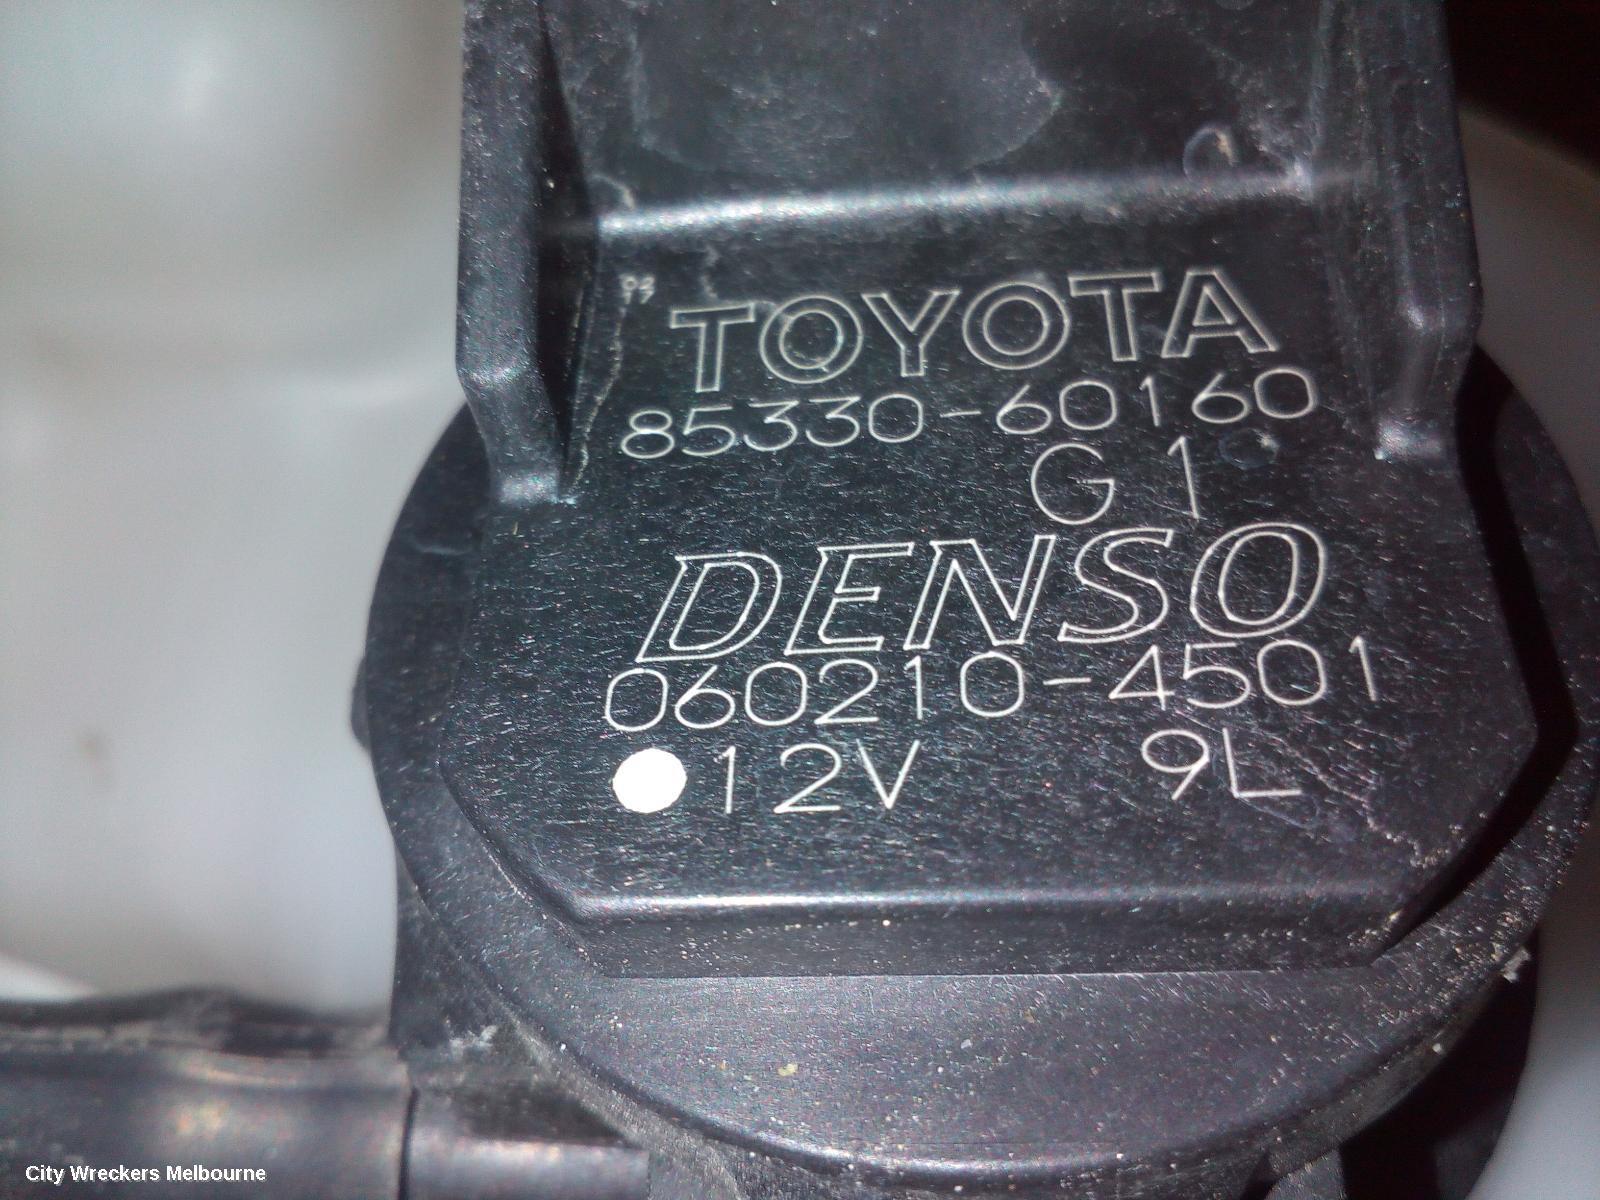 TOYOTA
85330-60160
G1
DENSO
060210-4501
12V 9L
City Wreckers Melbourne